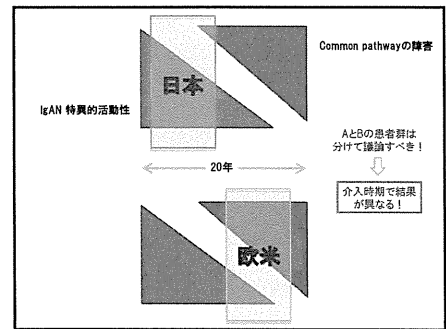 Common pathwayの障害
日本
IgAN 特異的活動性
AとBの患者群は
分けて議論すべき！
20年
介入時期で結果
が異なる！
欧米